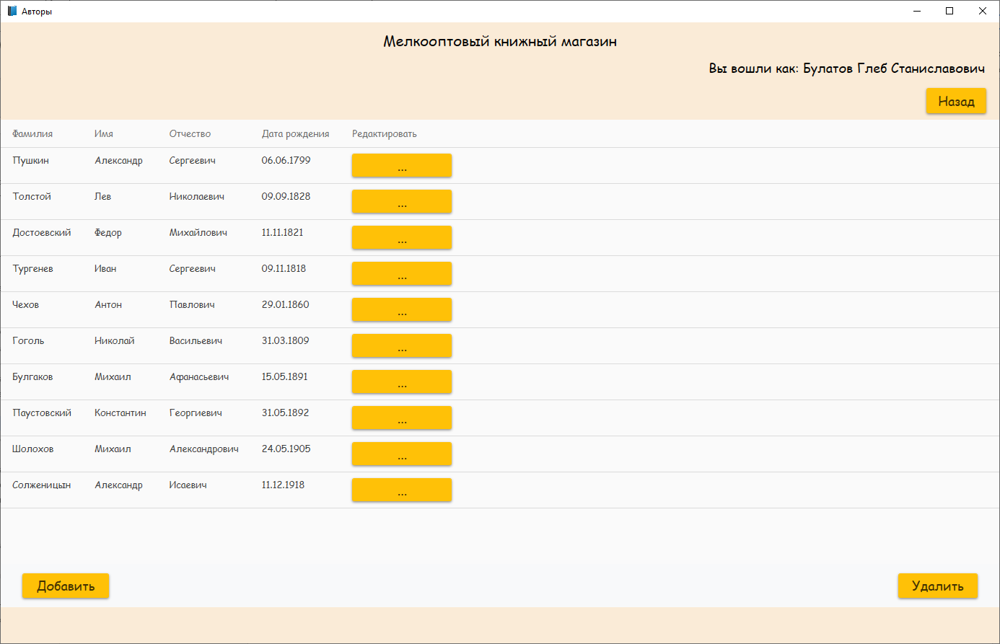 Авторы
Мелкооптовый книжный магазин
Вы вошли как: Булатов Глеб Станиславович
Назад
Фамилия Имя Отчество Дата рождения Редактировать
Пушкин Александр Сергеевич 06.06.1799 ...
Толстой Лев Николаевич 09.09.1828 ...
Достоевский Федор Михайлович 11.11.1821 ...
Тургенев Иван Сергеевич 09.11.1818 ...
Чехов Антон Павлович 29.01.1860 ...
Гоголь Николай Васильевич 31.03.1809 ...
Булгаков Михаил Афанасьевич 15.05.1891 ...
Паустовский Константин Георгиевич 31.05.1892 ...
Шолохов Михаил Александрович 24.05.1905 ...
Солженицын Александр Исаевич 11.12.1918 ...
Добавить Удалить